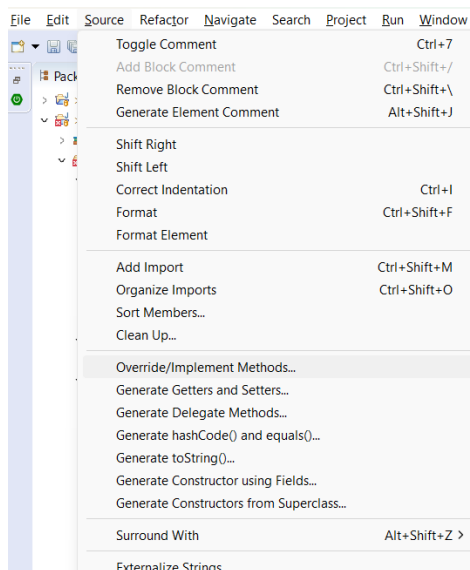 File Edit Source Refactor Navigate Search Project Run Window
Pack
Toggle Comment Ctrl+7
Add Block Comment Ctrl+Shift+/
Remove Block Comment Ctrl+Shift+\
Generate Element Comment Alt+Shift+J
Shift Right
Shift Left
Correct Indentation Ctrl+I
Format Ctrl+Shift+F
Format Element
Add Import Ctrl+Shift+M
Organize Imports Ctrl+Shift+O
Sort Members...
Clean Up...
Override/Implement Methods...
Generate Getters and Setters...
Generate Delegate Methods...
Generate hashCode() and equals()...
Generate toString()...
Generate Constructor using Fields...
Generate Constructors from Superclass...
Surround With Alt+Shift+Z >
Externalize Strings